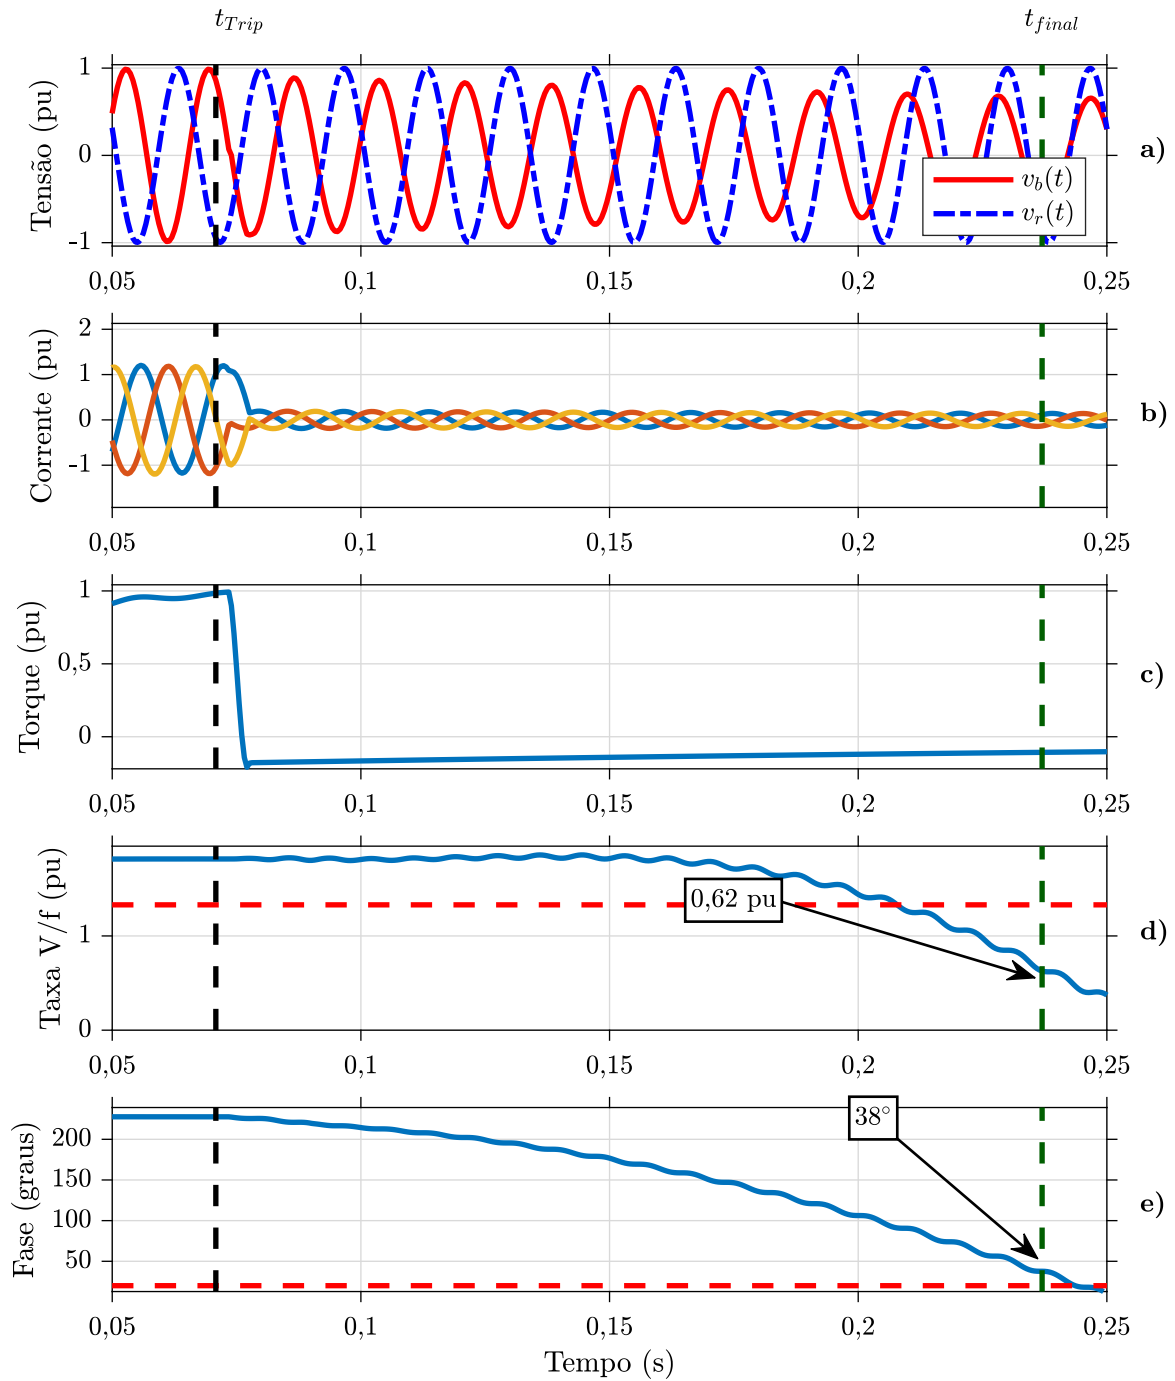 t_Trip t_final
Tensão (pu)
1
0
-1
v_b(t)
v_r(t)
a)
0,05 0,1 0,15 0,2 0,25
Corrente (pu)
2
1
0
-1
b)
0,05 0,1 0,15 0,2 0,25
Torque (pu)
1
0,5
0
c)
0,05 0,1 0,15 0,2 0,25
Taxa V/f (pu)
1
0
0,62 pu
d)
0,05 0,1 0,15 0,2 0,25
Fase (graus)
200
150
100
50
38°
e)
0,05 0,1 0,15 0,2 0,25
Tempo (s)